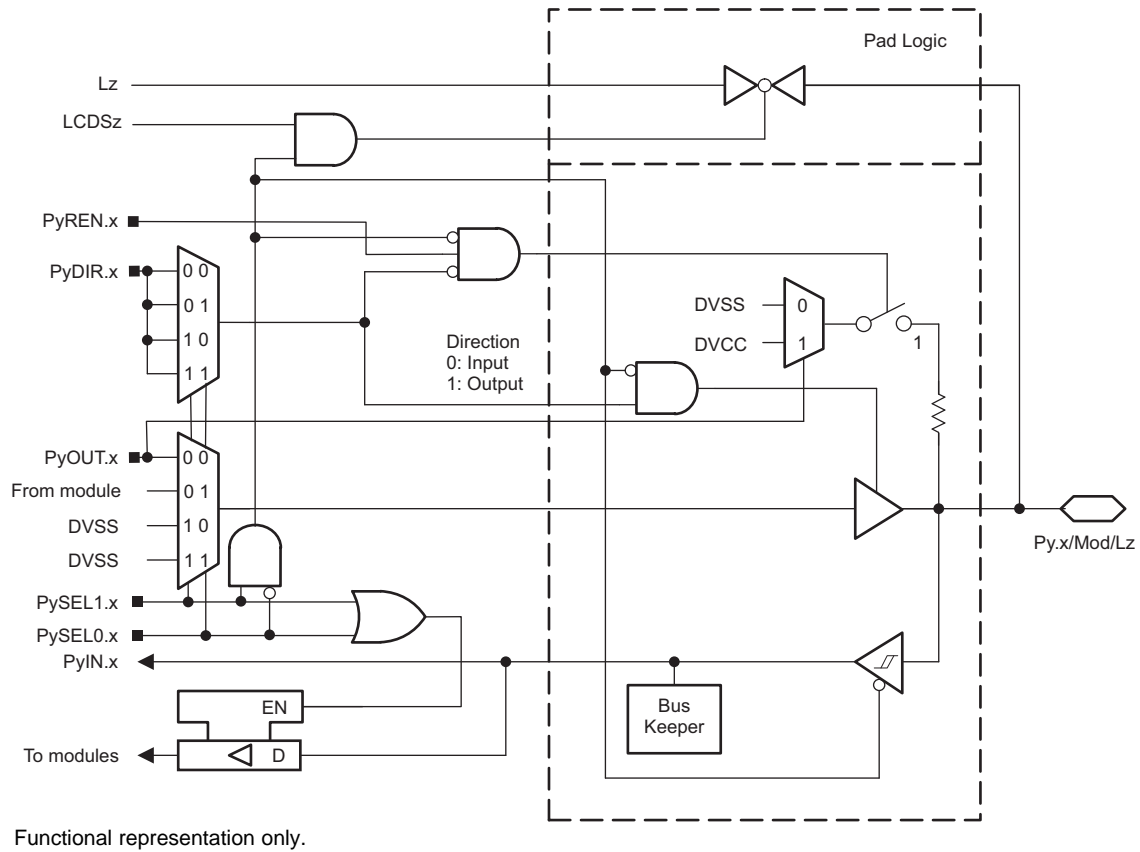 Pad Logic
Lz
LCDSz
PyREN.x
PyDIR.x
0 0
0 1
1 0
1 1
Direction
0: Input
1: Output
DVSS
DVCC
0
1
1
PyOUT.x
From module
DVSS
DVSS
0 0
0 1
1 0
1 1
Py.x/Mod/Lz
PySEL1.x
PySEL0.x
PyIN.x
Bus
Keeper
EN
To modules
D
Functional representation only.